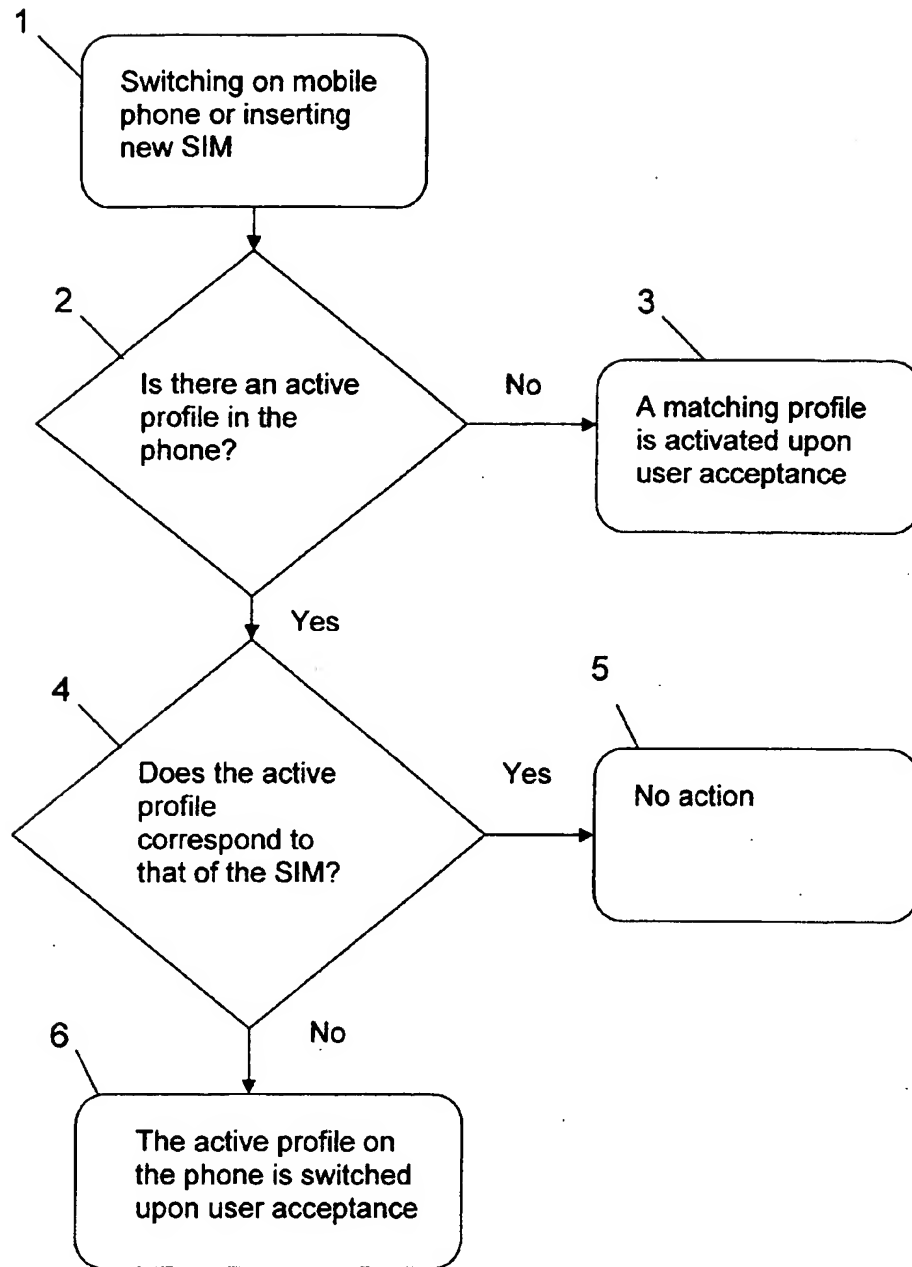 1
Switching on mobile
phone or inserting
new SIM
2
Is there an active
profile in the
phone?
No
3
A matching profile
is activated upon
user acceptance
Yes
4
Does the active
profile
correspond to
that of the SIM?
Yes
5
No action
No
6
The active profile on
the phone is switched
upon user acceptance